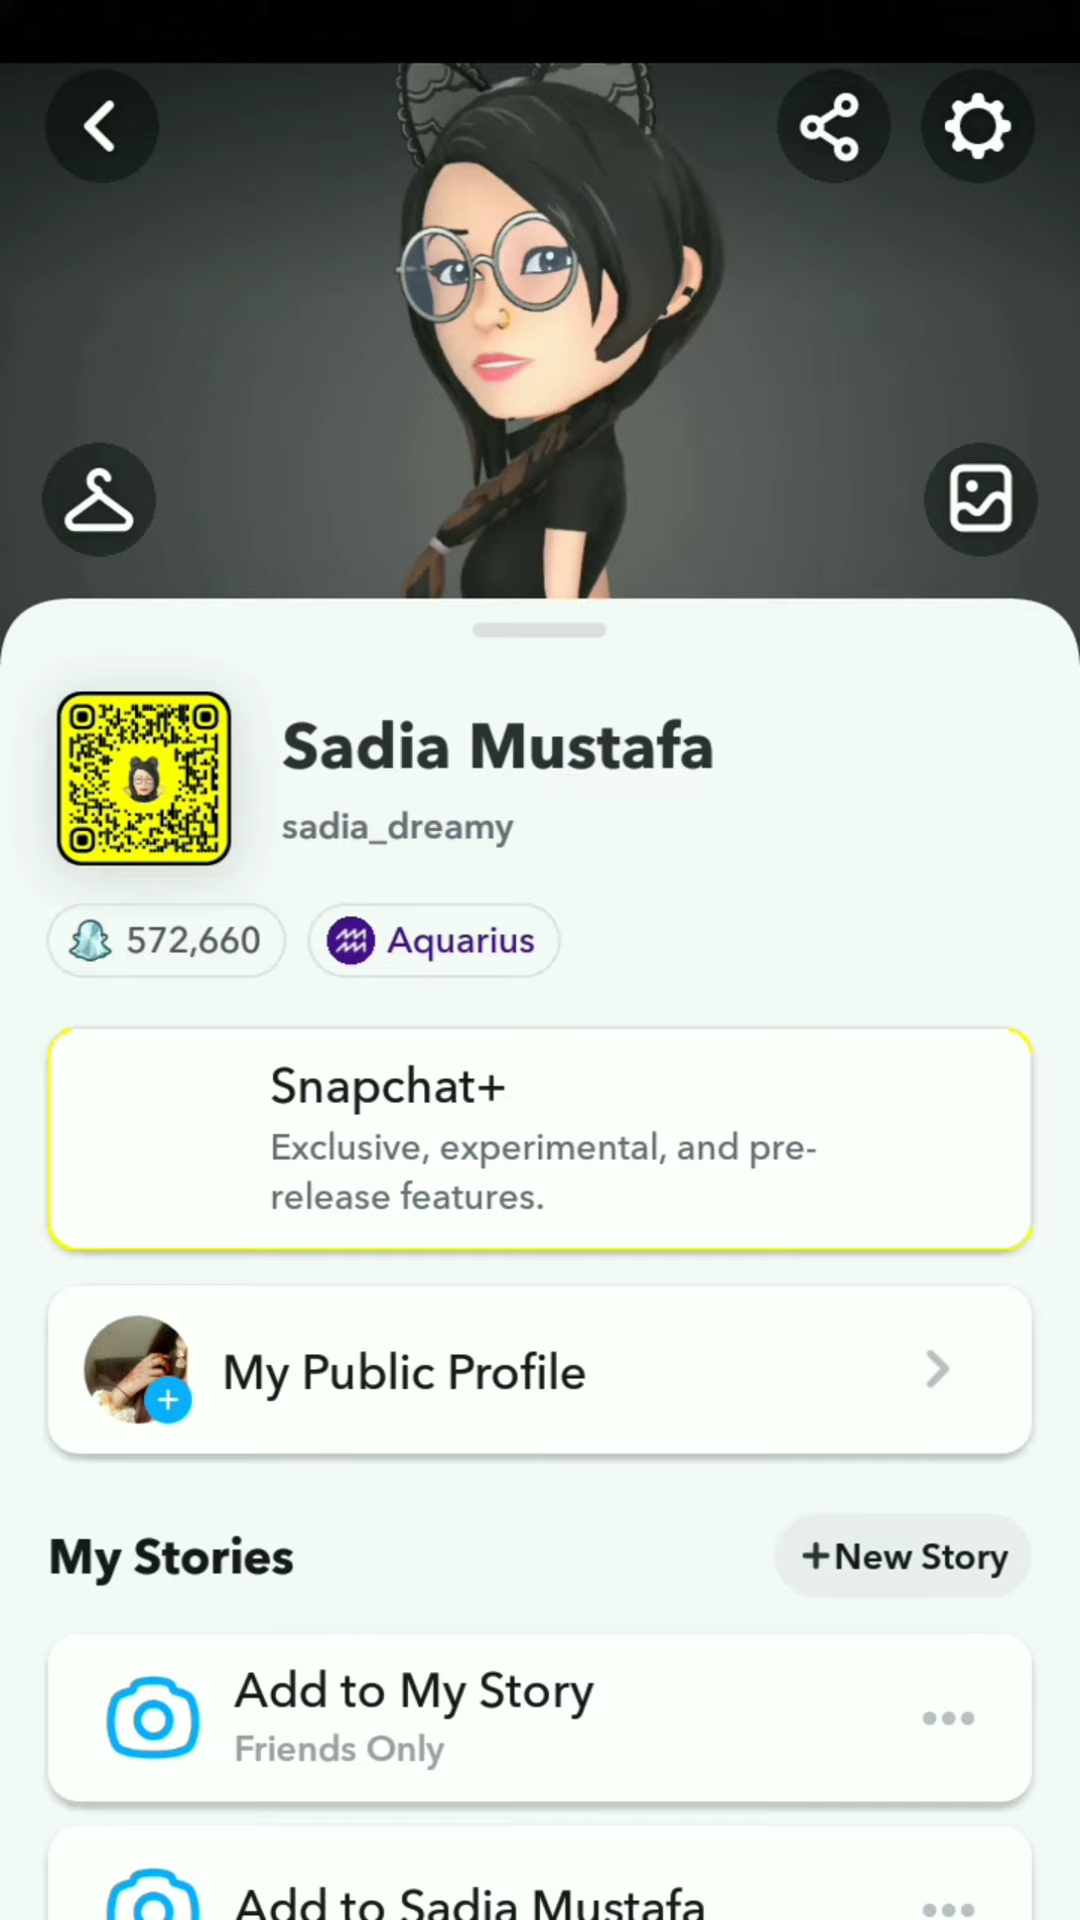 Sadia Mustafa
sadia_dreamy
572,660
Aquarius
Snapchat+
Exclusive, experimental, and pre-
release features.
My Public Profile
My Stories
+New Story
Add to My Story
Friends Only
Add to Sadia Mustafa